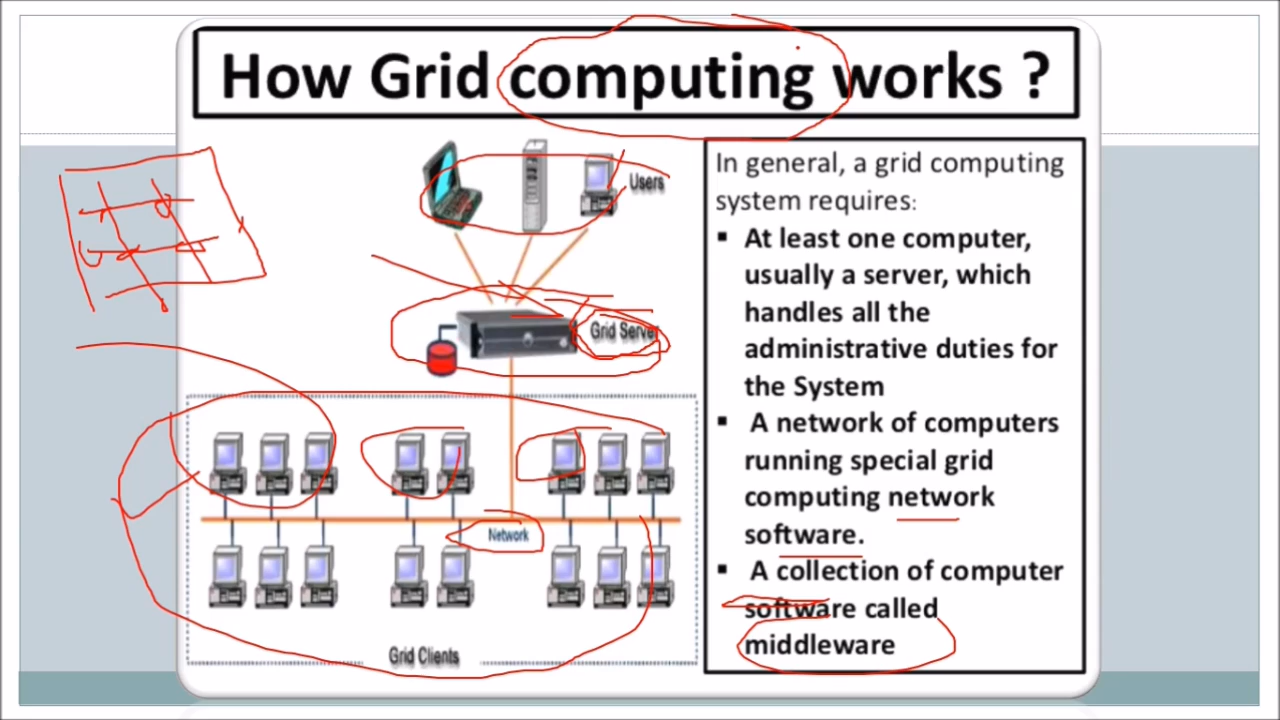 How Grid computing works ?
Users
Grid Server
Network
Grid Clients
In general, a grid computing
system requires:
▪ At least one computer,
usually a server, which
handles all the
administrative duties for
the System
▪ A network of computers
running special grid
computing network
software.
▪ A collection of computer
software called
middleware